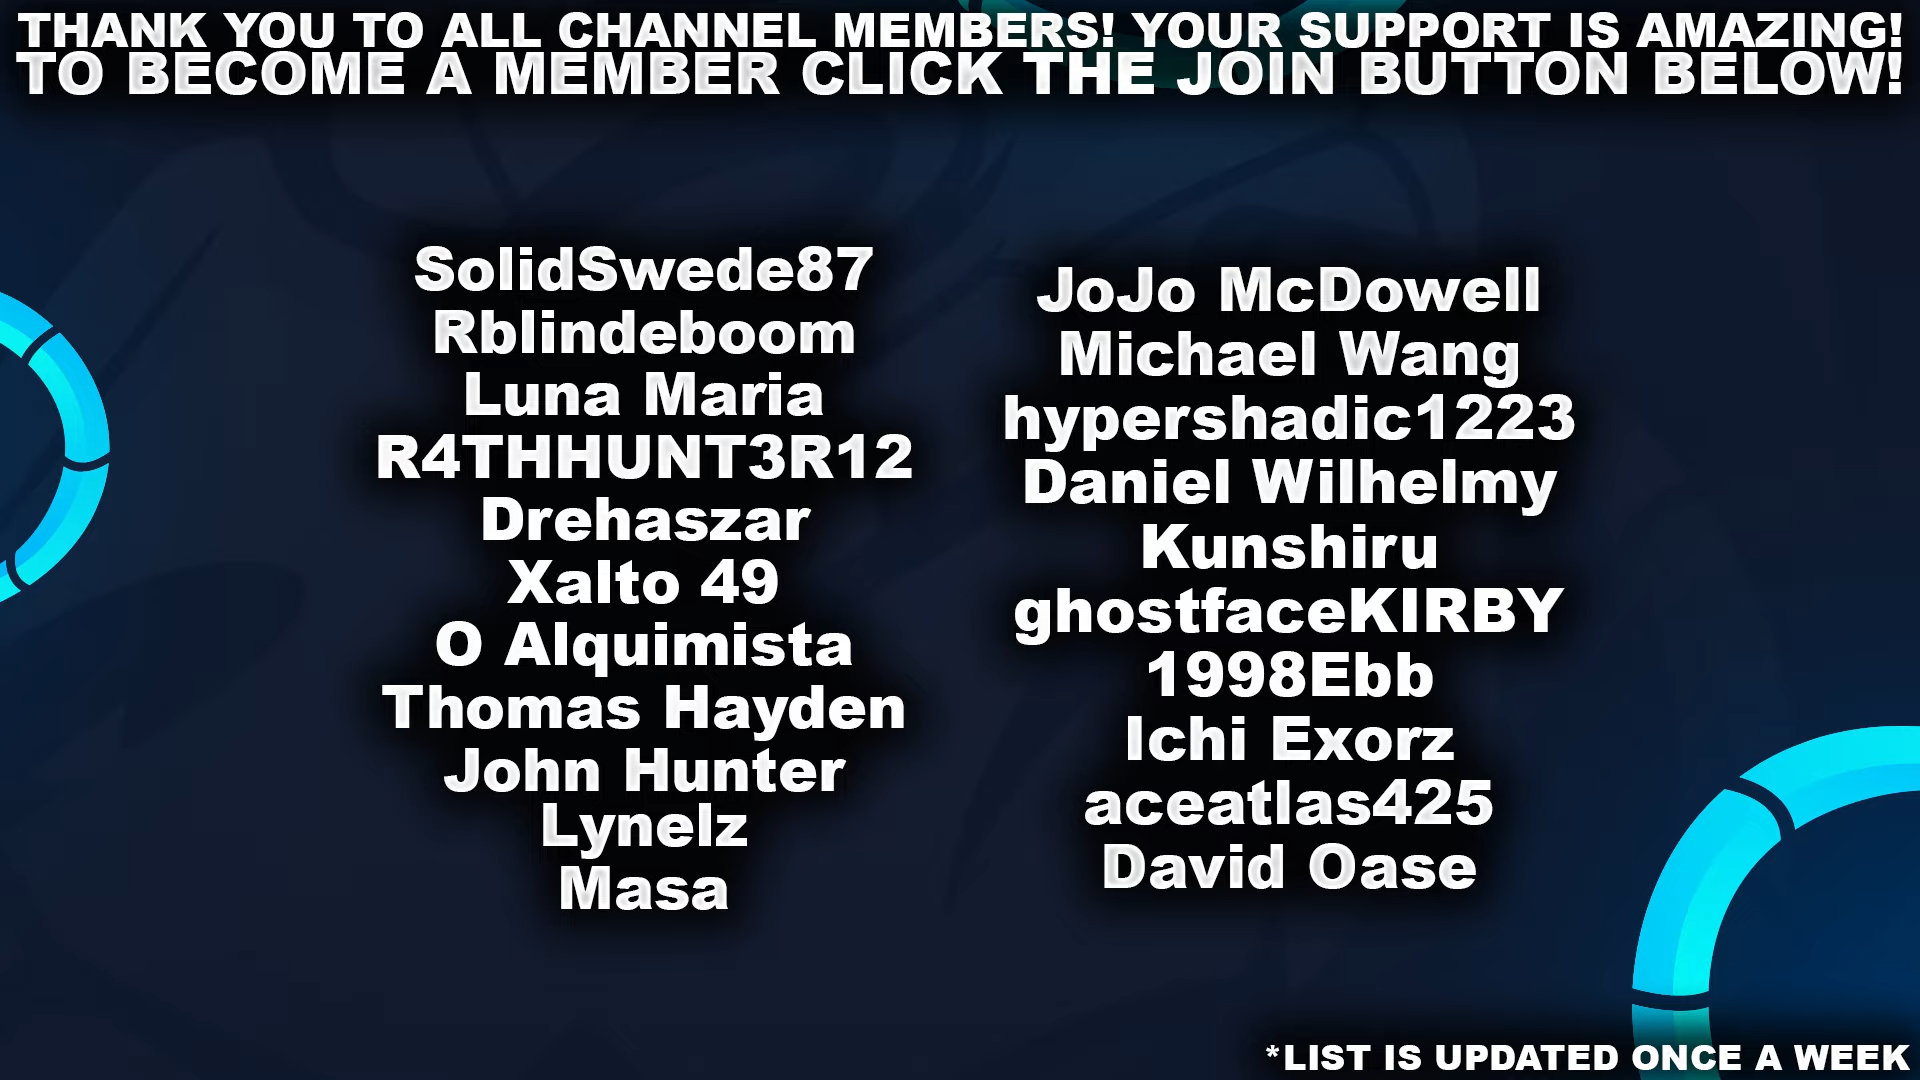 THANK YOU TO ALL CHANNEL MEMBERS! YOUR SUPPORT IS AMAZING!
TO BECOME A MEMBER CLICK THE JOIN BUTTON BELOW!
SolidSwede87
Rblindeboom
Luna Maria
R4THHUNT3R12
Drehaszar
Xalto 49
O Alquimista
Thomas Hayden
John Hunter
Lynelz
Masa
JoJo McDowell
Michael Wang
hypershadic1223
Daniel Wilhelmy
Kunshiru
ghostfaceKIRBY
1998Ebb
Ichi Exorz
aceatlas425
David Oase
*LIST IS UPDATED ONCE A WEEK